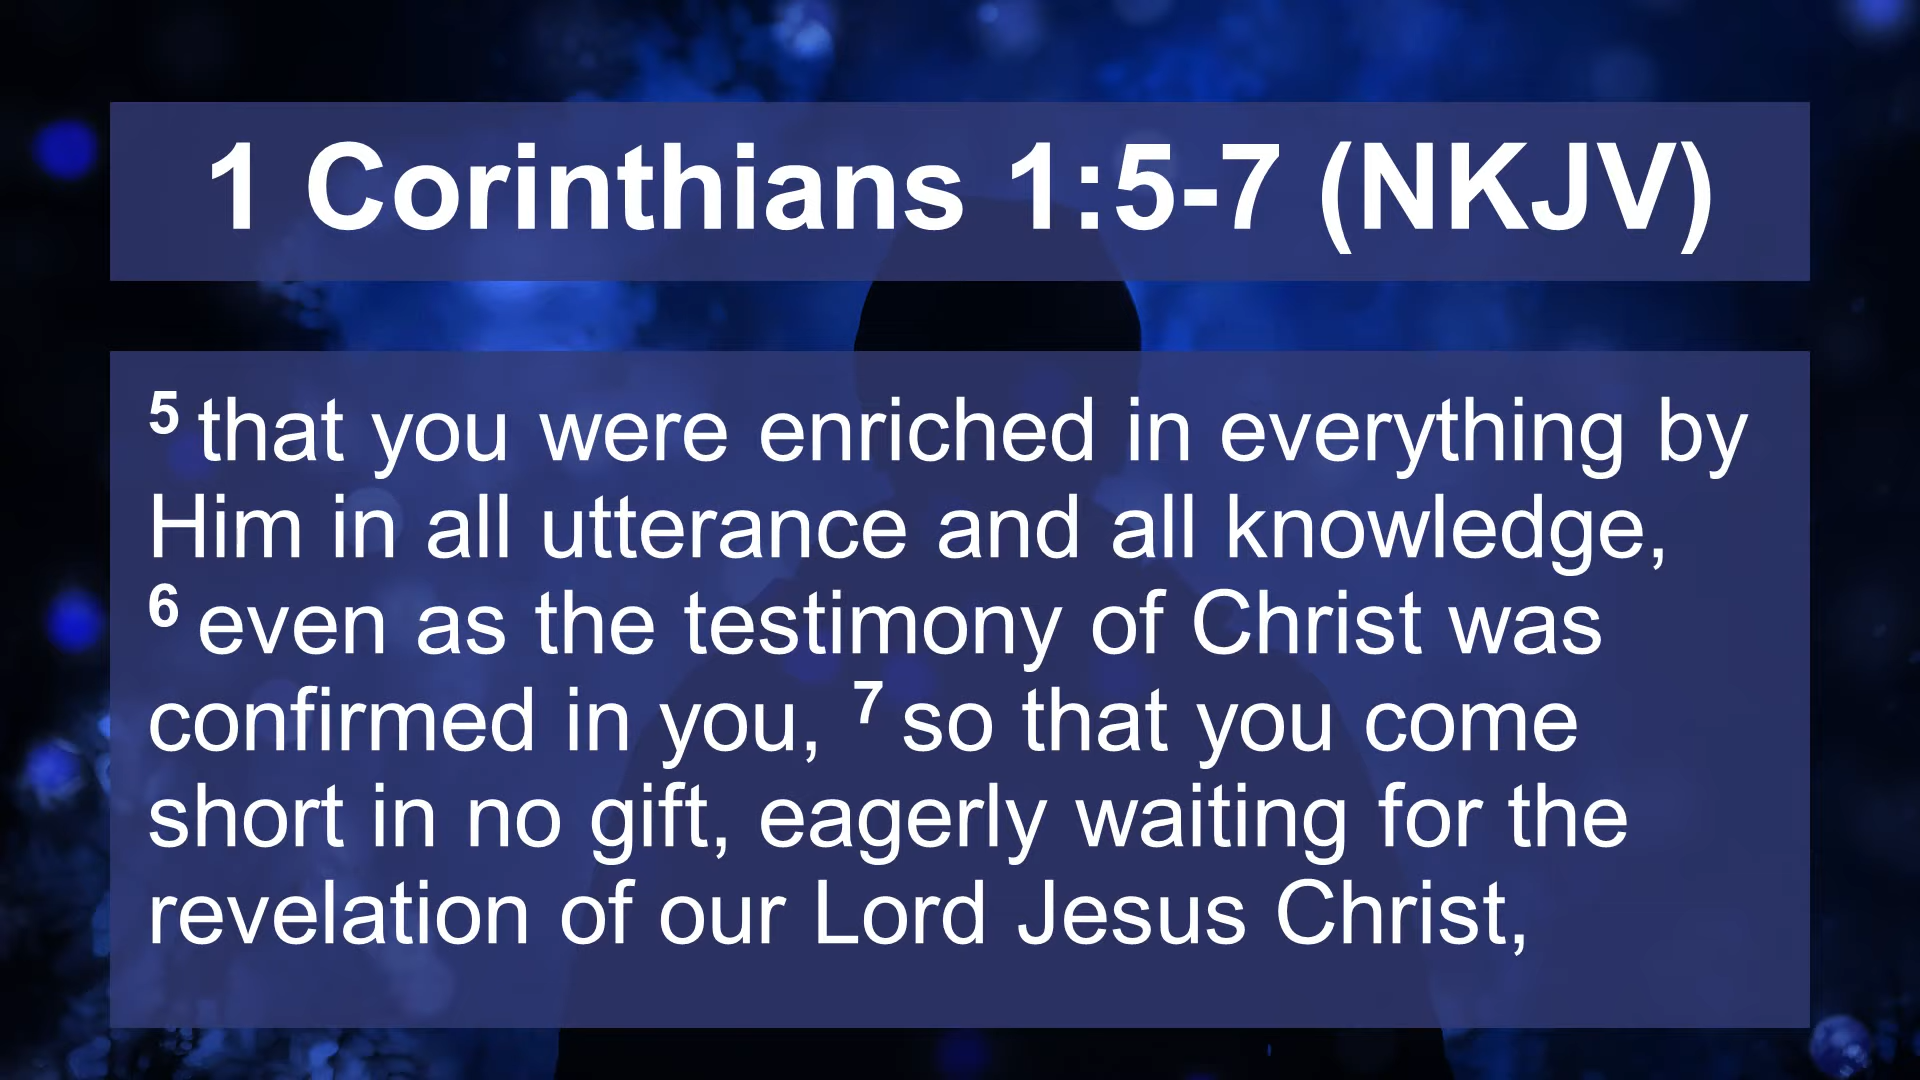 1 Corinthians 1:5-7 (NKJV)
5 that you were enriched in everything by
Him in all utterance and all knowledge,
6 even as the testimony of Christ was
confirmed in you, 7 so that you come
short in no gift, eagerly waiting for the
revelation of our Lord Jesus Christ,